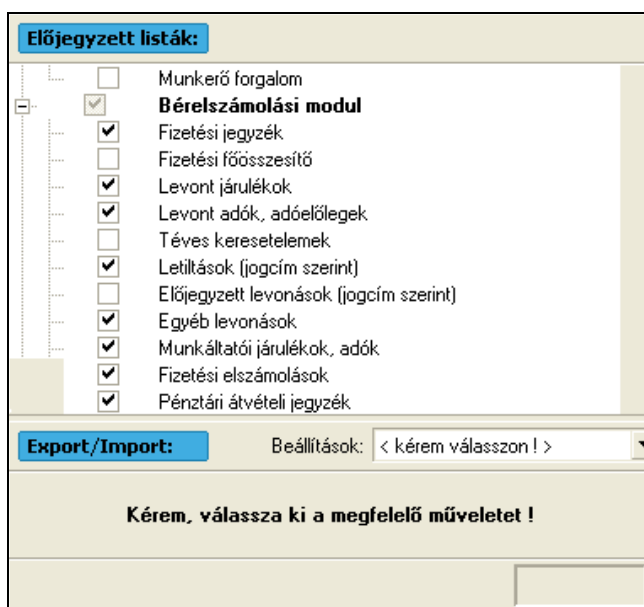 Előjegyzett listák:
Munkerő forgalom
Bérelszámolási modul
Fizetési jegyzék
Fizetési főösszesítő
Levont járulékok
Levont adók, adóelőlegek
Téves keresetelemek
Letiltások (jogcím szerint)
Előjegyzett levonások (jogcím szerint)
Egyéb levonások
Munkáltatói járulékok, adók
Fizetési elszámolások
Pénztári átvételi jegyzék
Export/Import: Beállítások: < kérem válasszon ! >
Kérem, válassza ki a megfelelő műveletet !